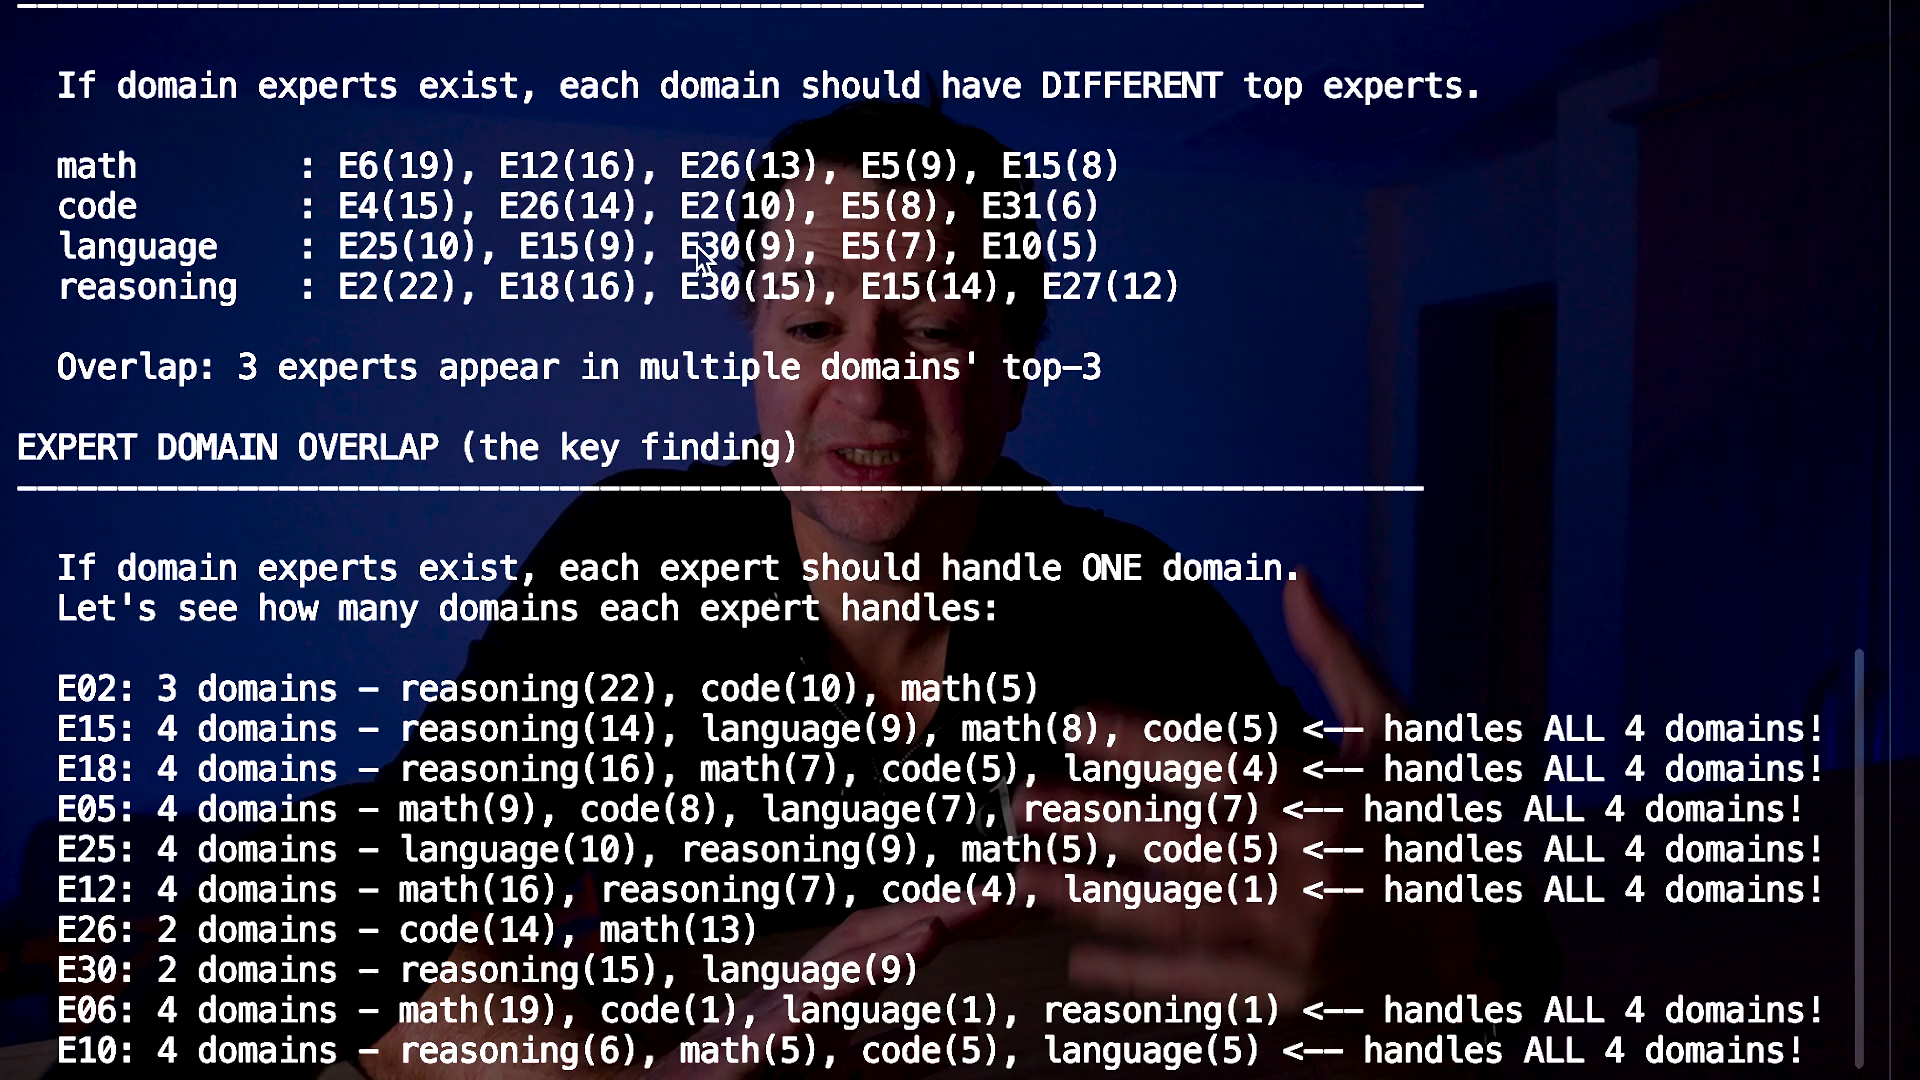 If domain experts exist, each domain should have DIFFERENT top experts.
math : E6(19), E12(16), E26(13), E5(9), E15(8)
code : E4(15), E26(14), E2(10), E5(8), E31(6)
language : E25(10), E15(9), E30(9), E5(7), E10(5)
reasoning : E2(22), E18(16), E30(15), E15(14), E27(12)
Overlap: 3 experts appear in multiple domains' top-3
EXPERT DOMAIN OVERLAP (the key finding)
If domain experts exist, each expert should handle ONE domain.
Let's see how many domains each expert handles:
E02: 3 domains - reasoning(22), code(10), math(5)
E15: 4 domains - reasoning(14), language(9), math(8), code(5) <-- handles ALL 4 domains!
E18: 4 domains - reasoning(16), math(7), code(5), language(4) <-- handles ALL 4 domains!
E05: 4 domains - math(9), code(8), language(7), reasoning(7) <-- handles ALL 4 domains!
E25: 4 domains - language(10), reasoning(9), math(5), code(5) <-- handles ALL 4 domains!
E12: 4 domains - math(16), reasoning(7), code(4), language(1) <-- handles ALL 4 domains!
E26: 2 domains - code(14), math(13)
E30: 2 domains - reasoning(15), language(9)
E06: 4 domains - math(19), code(1), language(1), reasoning(1) <-- handles ALL 4 domains!
E10: 4 domains - reasoning(6), math(5), code(5), language(5) <-- handles ALL 4 domains!